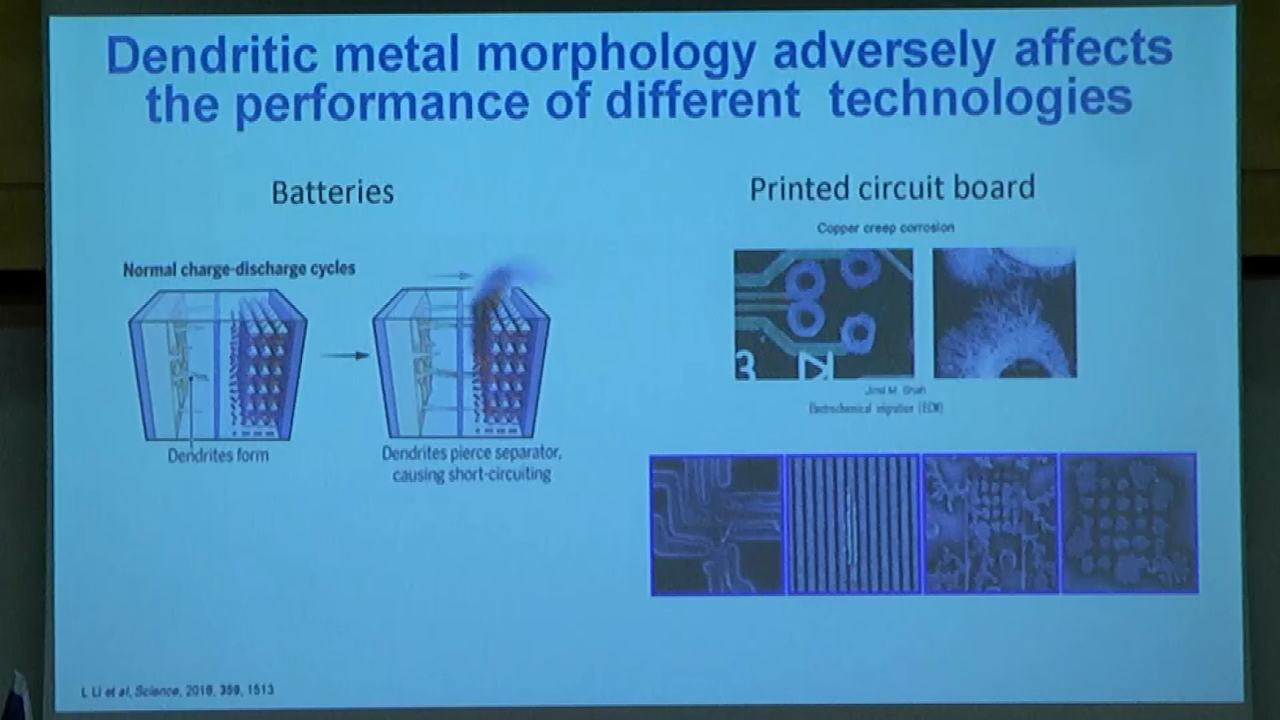 Dendritic metal morphology adversely affects
the performance of different technologies
Batteries
Printed circuit board
Copper creep corrosion
Normal charge-discharge cycles
3
Dendrites form
Dendrites pierce separator,
causing short-circuiting
Jimil M. Shah
Electrochemical migration (ECM)
L Li et al, Science, 2018, 359, 1513